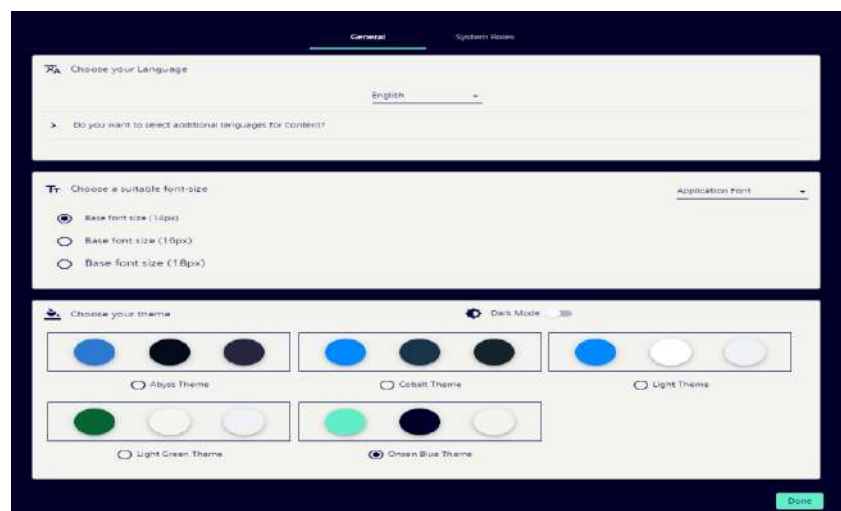 General System Roles
Choose your Language
English
> Do you want to select additional languages for Content?
Choose a suitable font-size Application Font
Base font size (14px)
Base font size (16px)
Base font size (18px)
Choose your theme Dark Mode
Abyss Theme Cobalt Theme Light Theme
Light Green Theme Onsen Blue Theme
Done